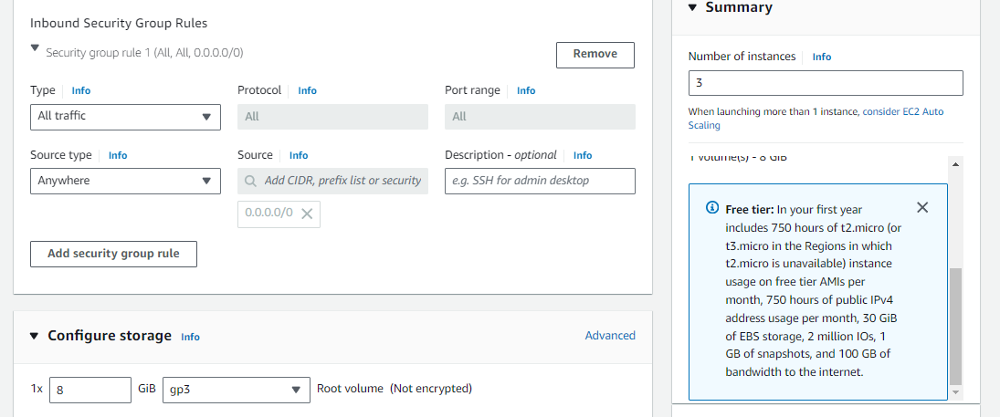 Inbound Security Group Rules
Security group rule 1 (All, All, 0.0.0.0/0)
Remove
Type Info
Protocol Info
Port range Info
All traffic
All
All
Source type Info
Source Info
Description - optional Info
Anywhere
Add CIDR, prefix list or security
e.g. SSH for admin desktop
0.0.0.0/0
Add security group rule
Configure storage Info
Advanced
1x 8 GiB gp3 Root volume (Not encrypted)
Summary
Number of instances Info
3
When launching more than 1 instance, consider EC2 Auto
Scaling
1 volume(s) - 8 GiB
Free tier: In your first year
includes 750 hours of t2.micro (or
t3.micro in the Regions in which
t2.micro is unavailable) instance
usage on free tier AMIs per
month, 750 hours of public IPv4
address usage per month, 30 GiB
of EBS storage, 2 million IOs, 1
GB of snapshots, and 100 GB of
bandwidth to the internet.